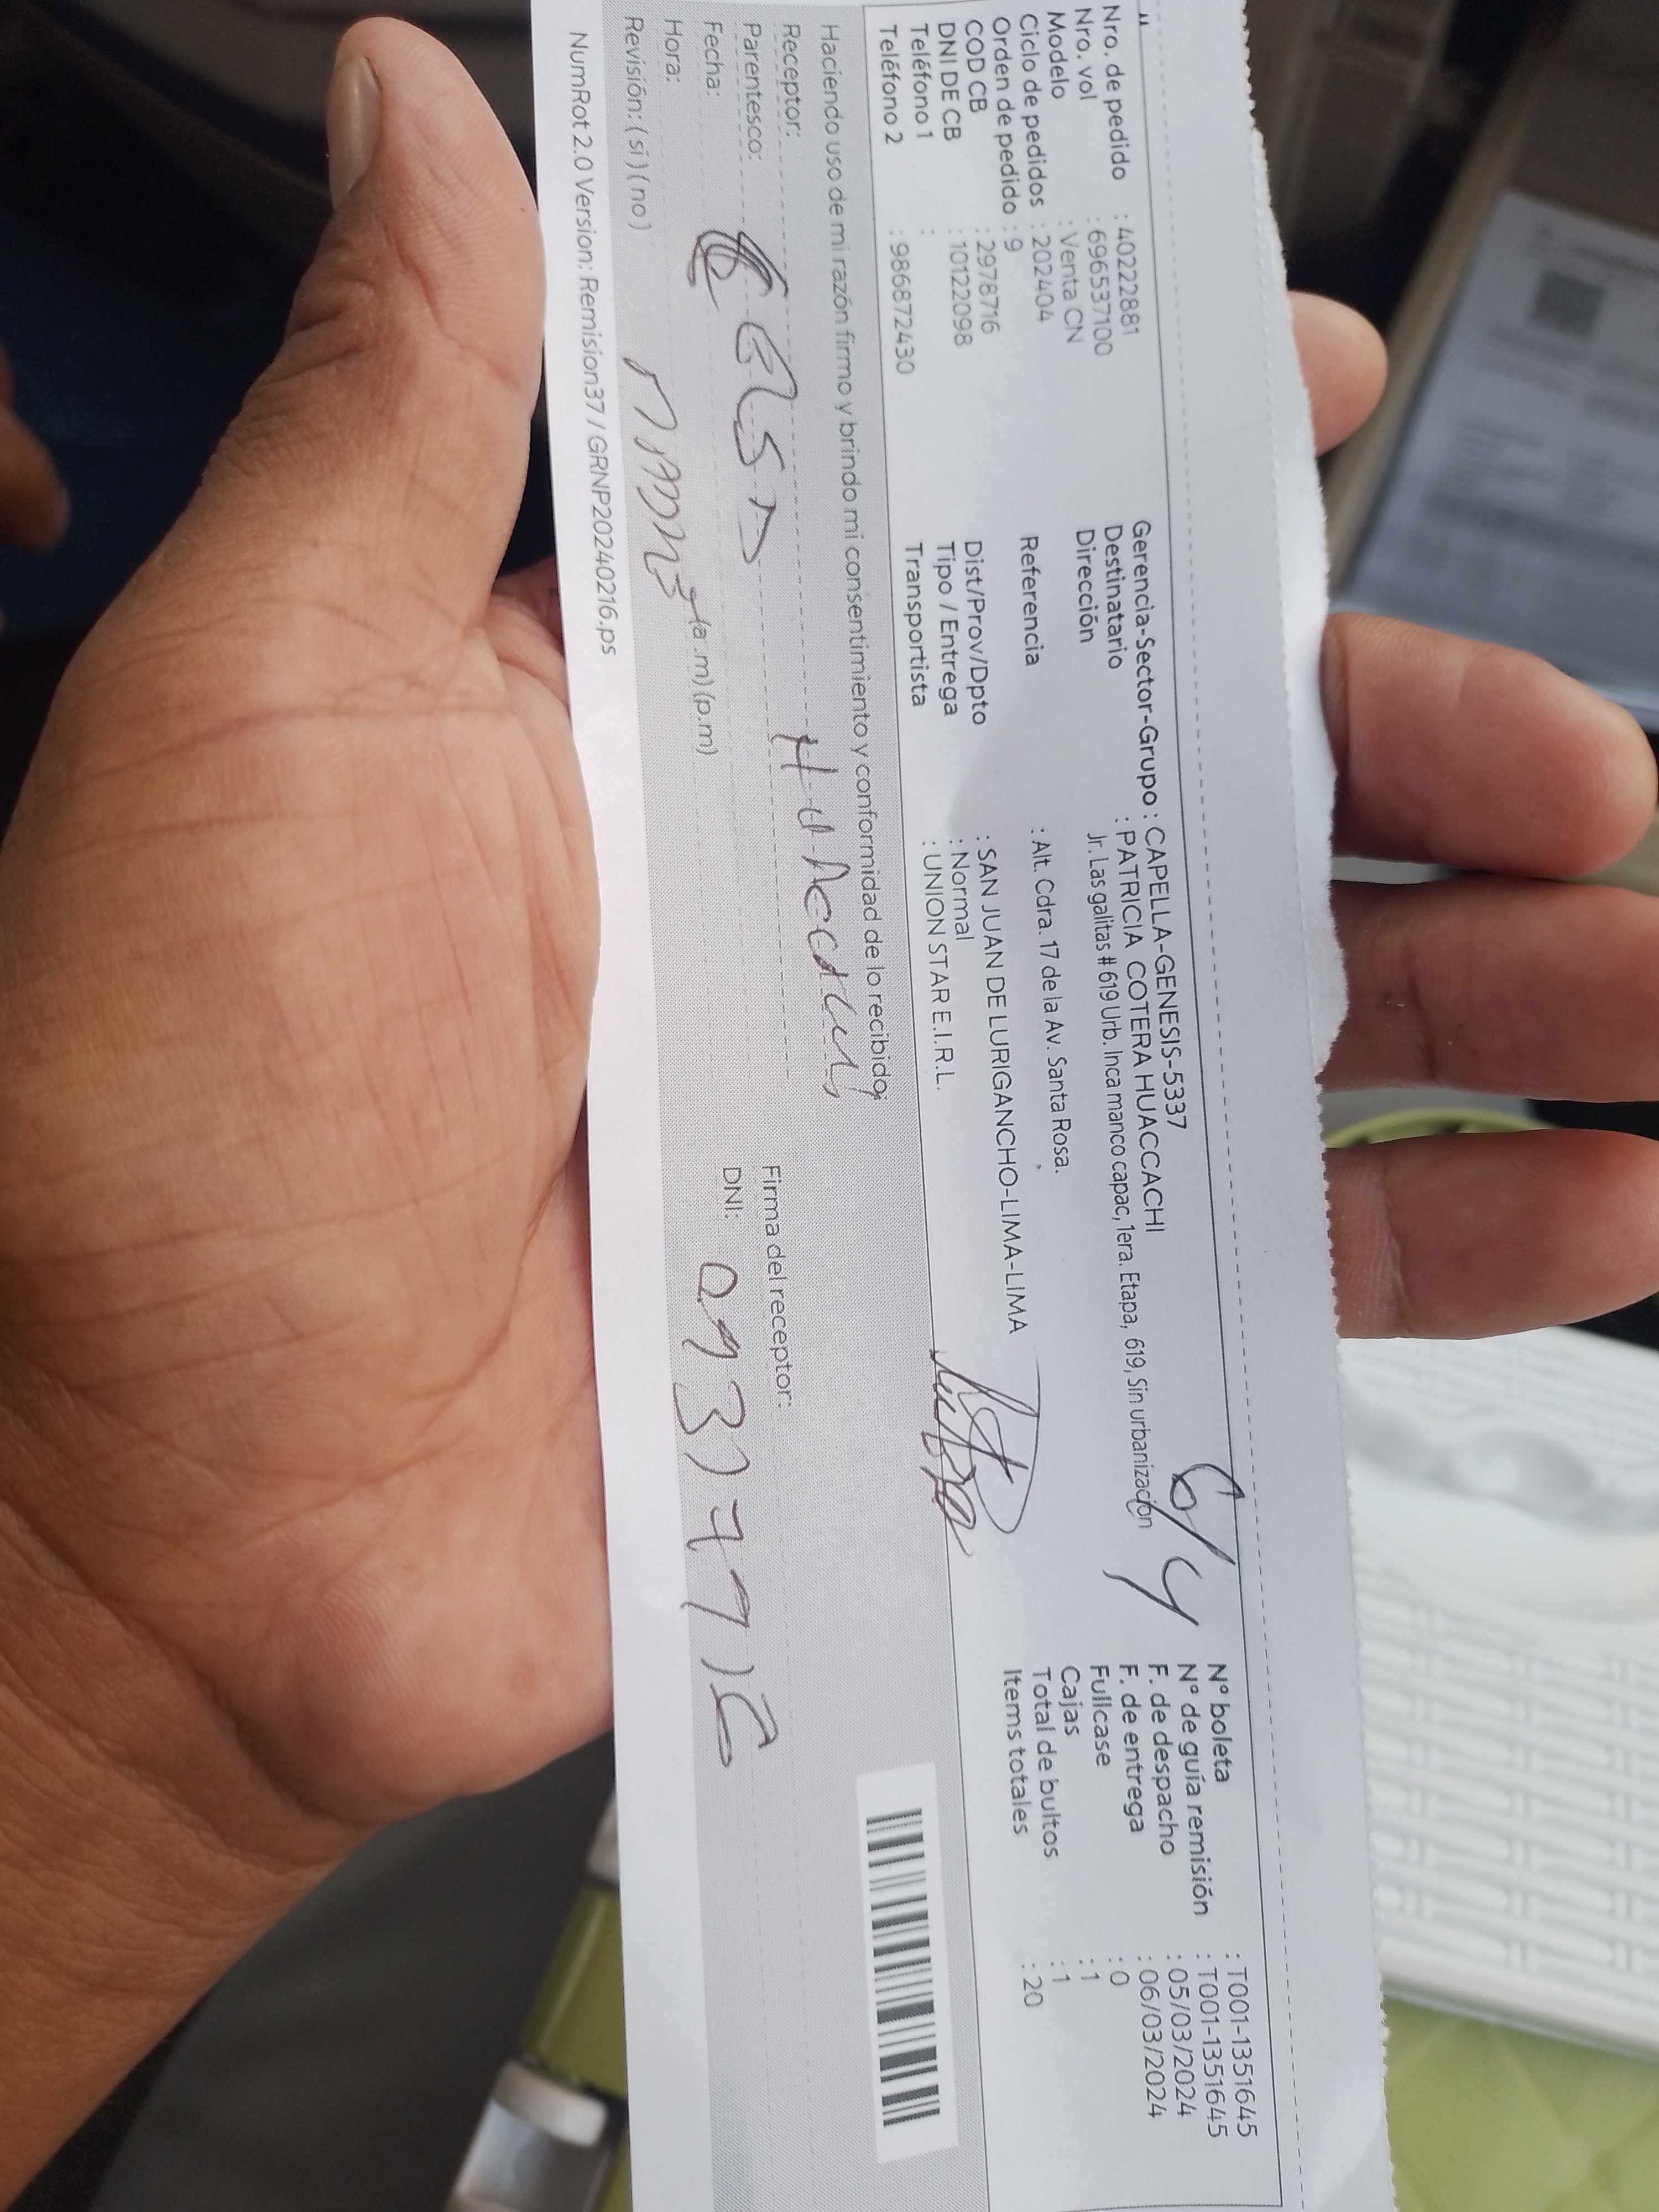 Nro. de pedido : 40222881
Nro. vol : 696537100
Modelo : Venta CN
Ciclo de pedidos : 202404
Orden de pedido : 9
COD CB : 2978716
DNI DE CB : 10122098
Teléfono 1 :
Teléfono 2 : 986872430
Gerencia-Sector-Grupo : CAPELLA-GENESIS-5337
Destinatario : PATRICIA COTERA HUACCACHI
Dirección Jr. Las galitas # 619 Urb. Inca manco capac, 1era. Etapa, 619, Sin urbanizacion
Referencia : Alt. Cdra. 17 de la Av. Santa Rosa.
Dist/Prov/Dpto : SAN JUAN DE LURIGANCHO-LIMA-LIMA
Tipo / Entrega : Normal
Transportista : UNION STAR E.I.R.L.
6/4
N° boleta : T001-1351645
N° de guía remisión : T001-1351645
F. de despacho : 05/03/2024
F. de entrega : 06/03/2024
Fullcase : 0
Cajas : 1
Total de bultos : 1
Items totales : 20
Haciendo uso de mi razón firmo y brindo mi consentimiento y conformidad de lo recibido;
Receptor:
Parentesco:
Fecha:
Hora: (a.m) (p.m)
Revisión: ( si ) ( no )
Firma del receptor:
DNI:
NumRot 2.0 Version: Remision37 / GRNP20240216.ps